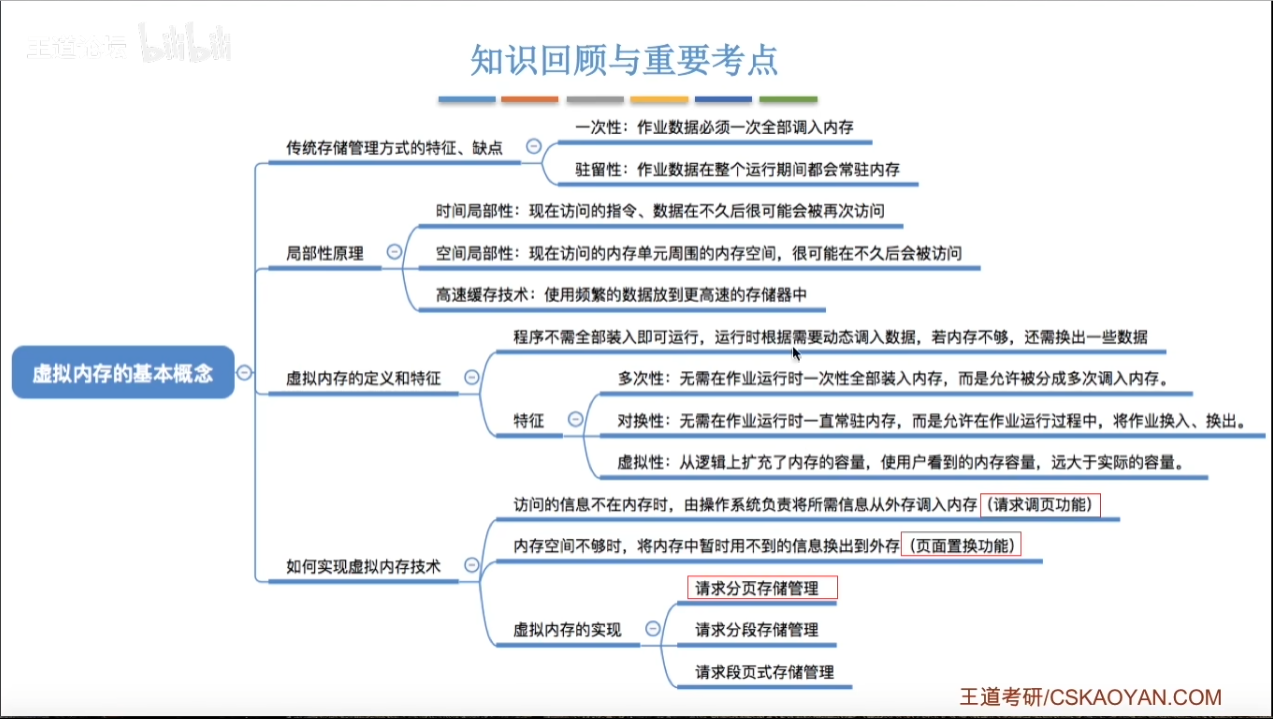 王道论坛 bilibili
知识回顾与重要考点
一次性：作业数据必须一次全部调入内存
传统存储管理方式的特征、缺点
驻留性：作业数据在整个运行期间都会常驻内存
时间局部性：现在访问的指令、数据在不久后很可能会被再次访问
局部性原理
空间局部性：现在访问的内存单元周围的内存空间，很可能在不久后会被访问
高速缓存技术：使用频繁的数据放到更高速的存储器中
程序不需全部装入即可运行，运行时根据需要动态调入数据，若内存不够，还需换出一些数据
虚拟内存的基本概念
虚拟内存的定义和特征
多次性：无需在作业运行时一次性全部装入内存，而是允许被分成多次调入内存。
特征
对换性：无需在作业运行时一直常驻内存，而是允许在作业运行过程中，将作业换入、换出。
虚拟性：从逻辑上扩充了内存的容量，使用户看到的内存容量，远大于实际的容量。
访问的信息不在内存时，由操作系统负责将所需信息从外存调入内存（请求调页功能）
内存空间不够时，将内存中暂时用不到的信息换出到外存（页面置换功能）
如何实现虚拟内存技术
请求分页存储管理
虚拟内存的实现
请求分段存储管理
请求段页式存储管理
王道考研/CSKAOYAN.COM